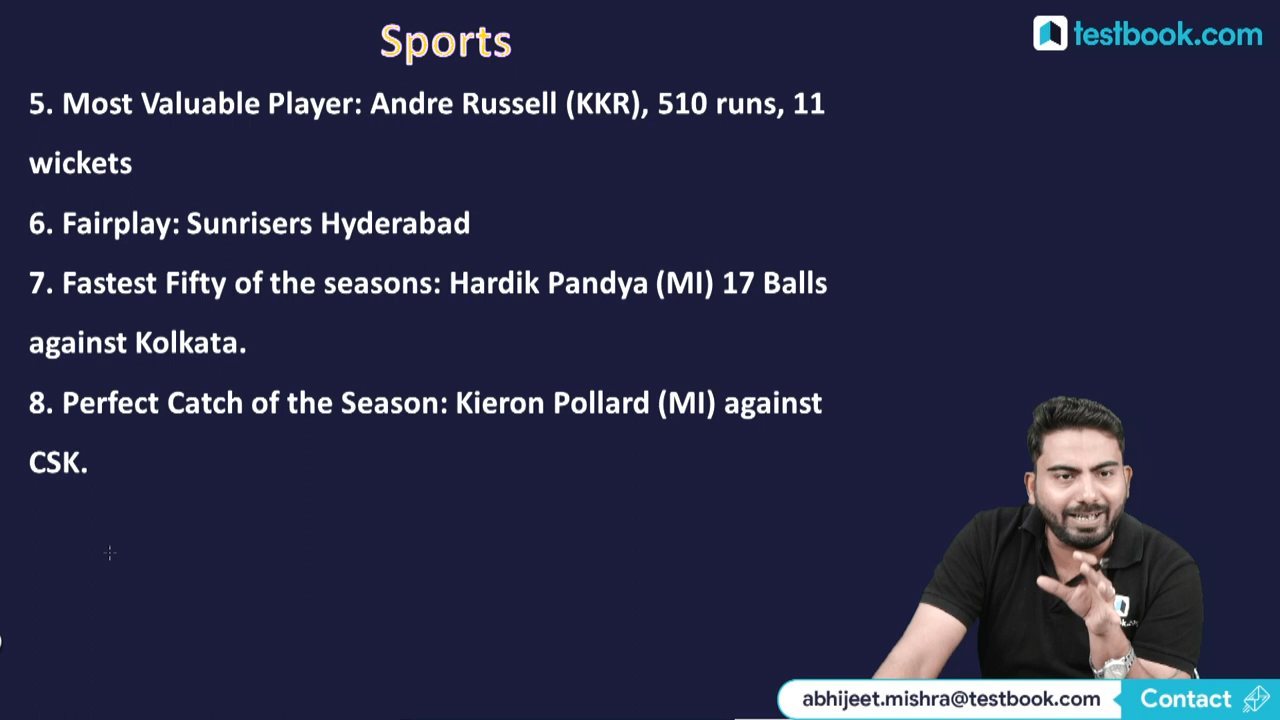 Sports
testbook.com
5. Most Valuable Player: Andre Russell (KKR), 510 runs, 11
wickets
6. Fairplay: Sunrisers Hyderabad
7. Fastest Fifty of the seasons: Hardik Pandya (MI) 17 Balls
against Kolkata.
8. Perfect Catch of the Season: Kieron Pollard (MI) against
CSK.
abhijeet.mishra@testbook.com
Contact